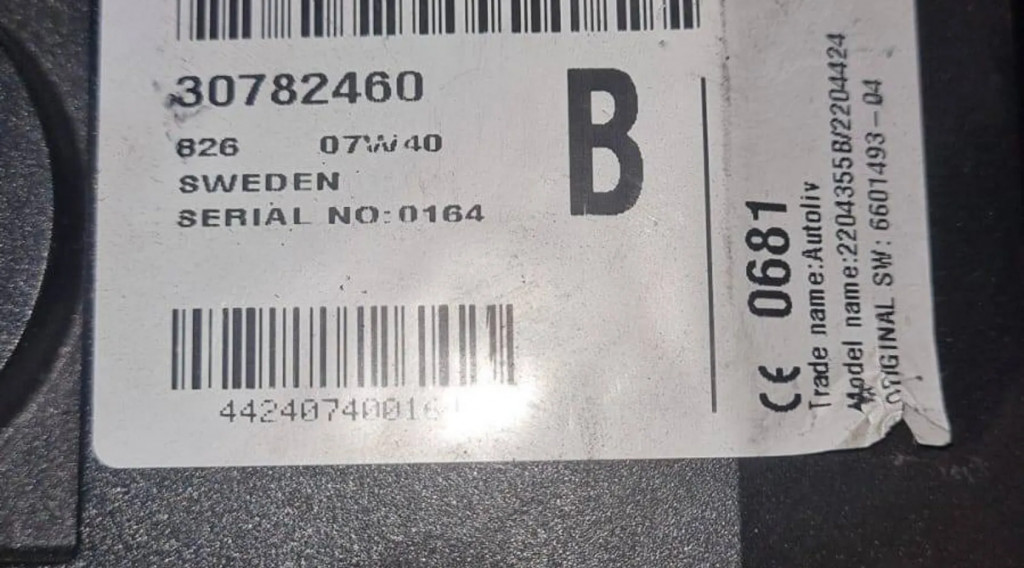 30782460
826 07W40
SWEDEN
SERIAL NO:0164
B
CE 0681
Trade name:Autoliv
Model name:22043558/2204424
ORIGINAL SW: 6601493-04